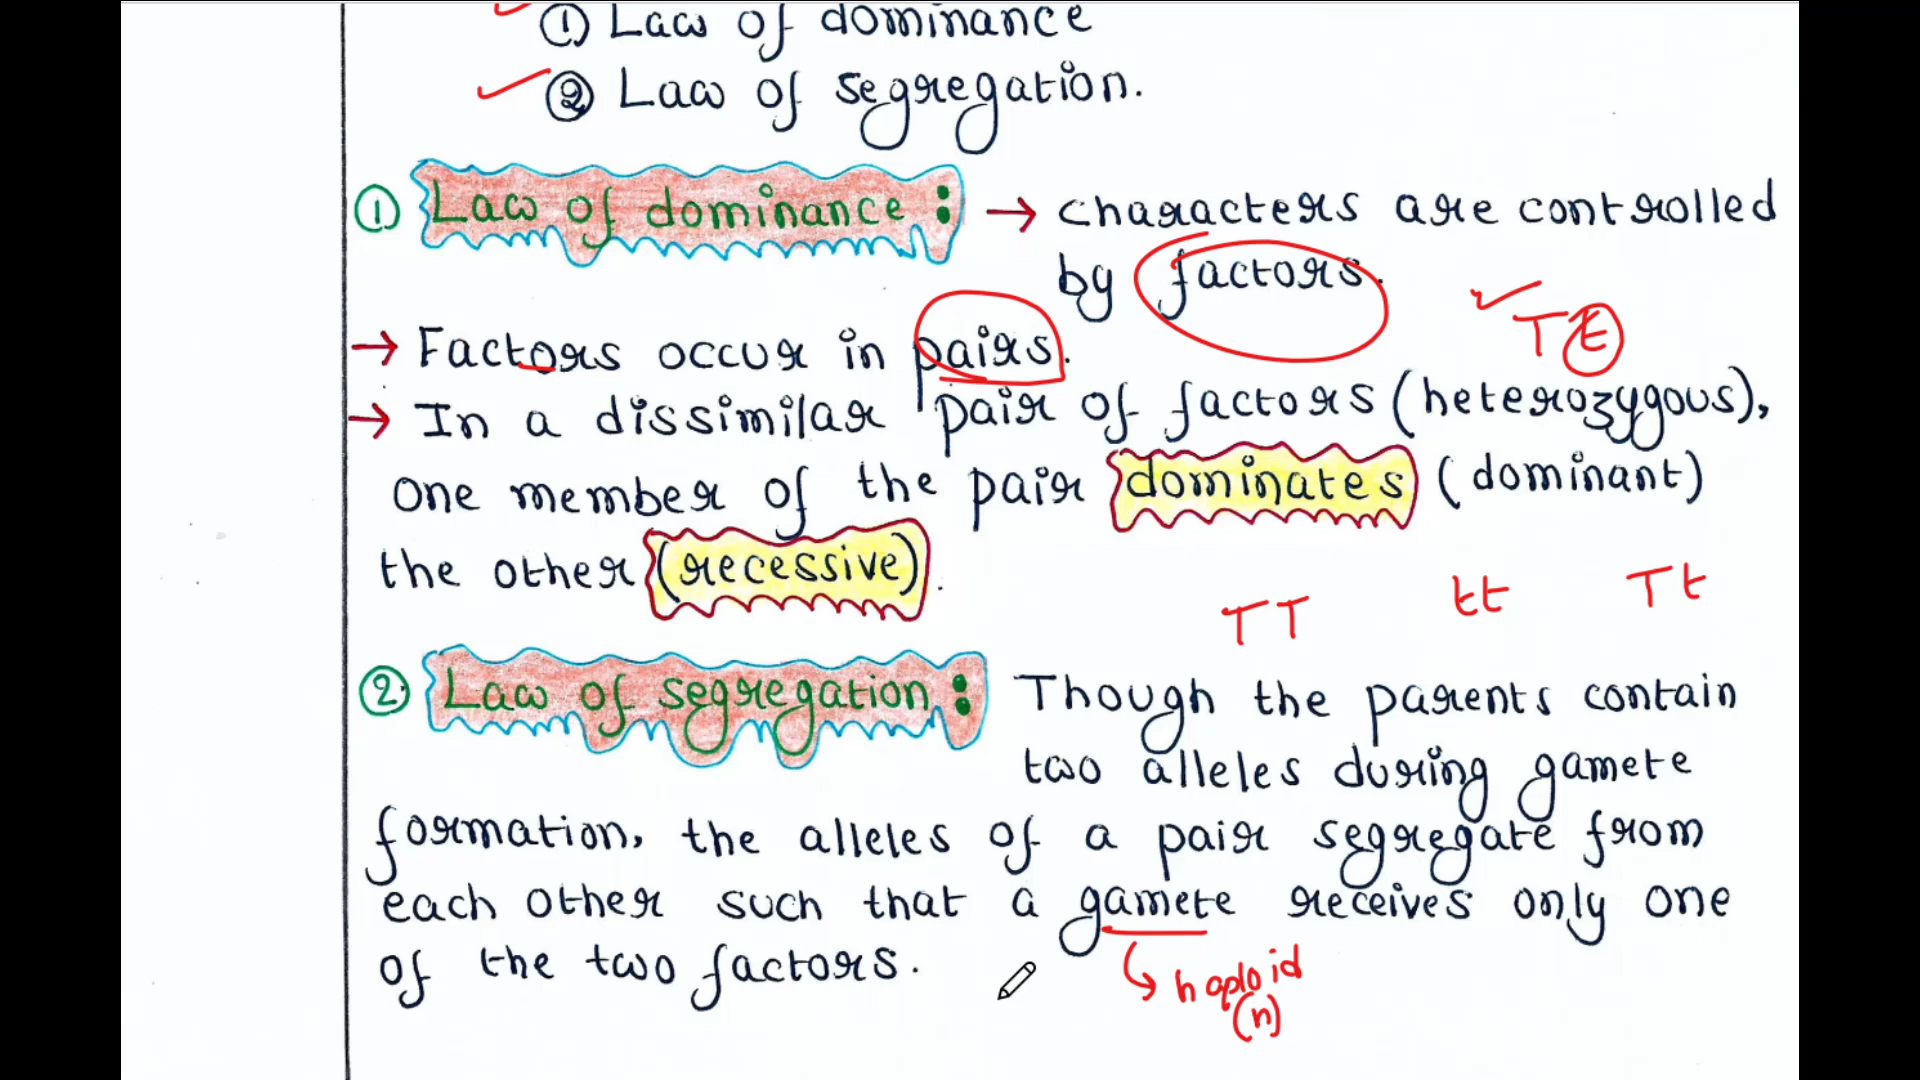 ① Law of dominance
② Law of segregation.
① Law of dominance : → characters are controlled
by factors.
T t
→ Factors occur in pairs.
→ In a dissimilar pair of factors (heterozygous),
one member of the pair dominates (dominant)
the other (recessive).
TT tt Tt
② Law of segregation : Though the parents contain
two alleles during gamete
formation, the alleles of a pair segregate from
each other such that a gamete receives only one
of the two factors.
haploid
(n)